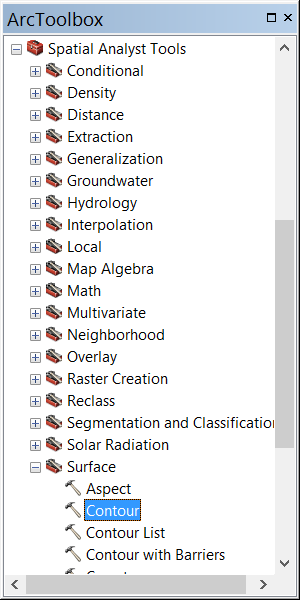 ArcToolbox
Spatial Analyst Tools
Conditional
Density
Distance
Extraction
Generalization
Groundwater
Hydrology
Interpolation
Local
Map Algebra
Math
Multivariate
Neighborhood
Overlay
Raster Creation
Reclass
Segmentation and Classification
Solar Radiation
Surface
Aspect
Contour
Contour List
Contour with Barriers